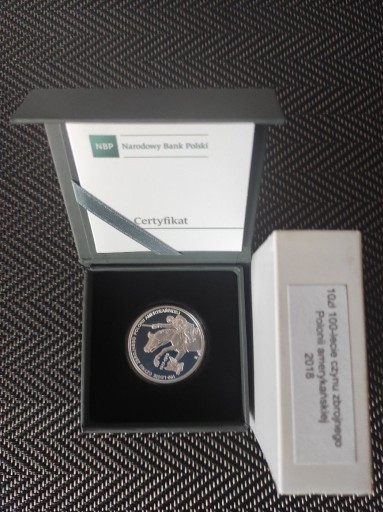 NBP Narodowy Bank Polski
Certyfikat
10zł 100-lecie czynu zbrojnego
Polonii amerykańskiej
2018